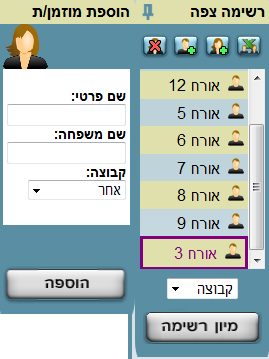 רשימה צפה
אורח 12
אורח 5
אורח 6
אורח 7
אורח 8
אורח 9
אורח 3
קבוצה
מיון רשימה
הוספת מוזמן/ת
שם פרטי:
שם משפחה:
קבוצה:
אחר
הוספה